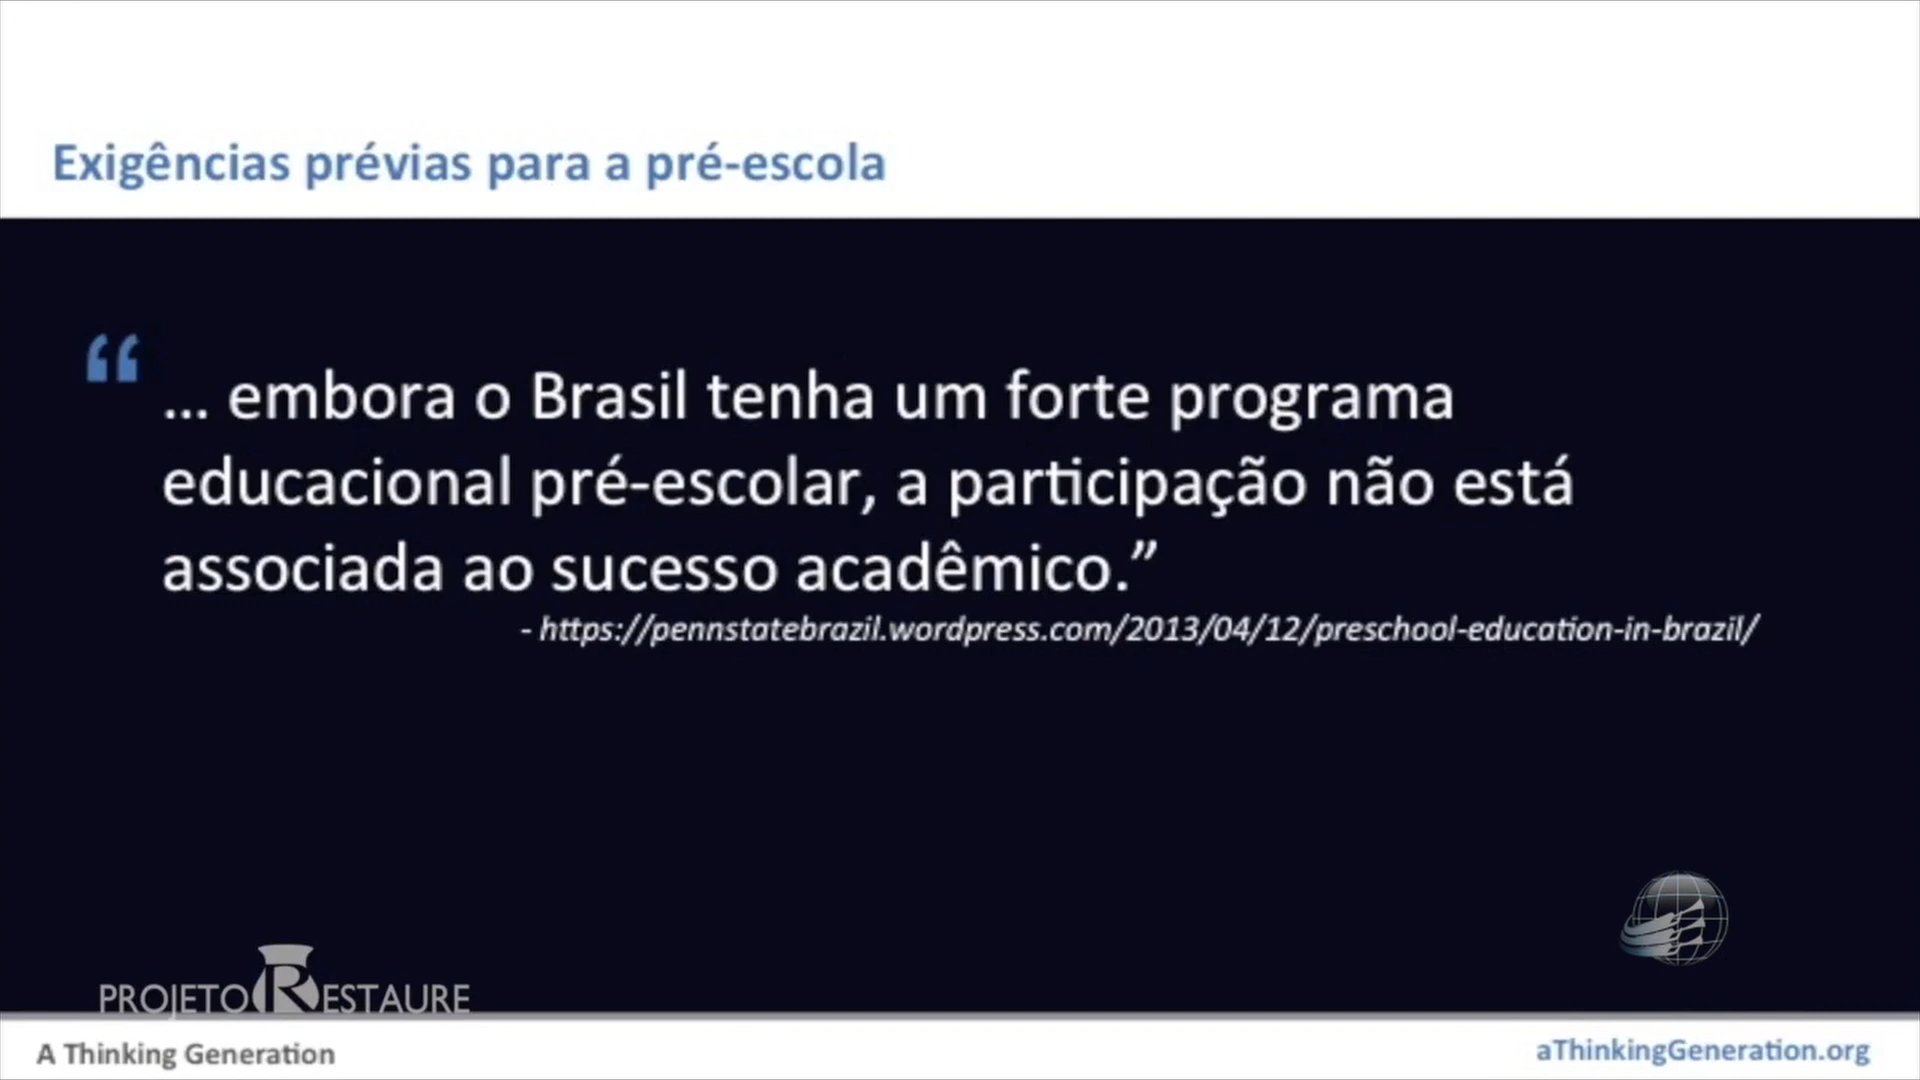 Exigências prévias para a pré-escola
“ ... embora o Brasil tenha um forte programa
educacional pré-escolar, a participação não está
associada ao sucesso acadêmico.”
- https://pennstatebrazil.wordpress.com/2013/04/12/preschool-education-in-brazil/
PROJETO RESTAURE
A Thinking Generation
aThinkingGeneration.org